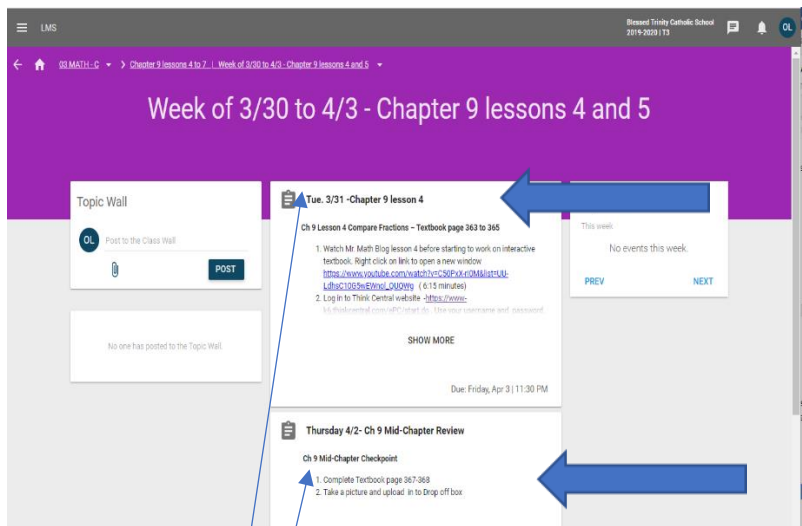 LMS
Blessed Trinity Catholic School
2019-2020 | T3
OL
03 MATH - C > Chapter 9 lessons 4 to 7 | Week of 3/30 to 4/3 - Chapter 9 lessons 4 and 5
Week of 3/30 to 4/3 - Chapter 9 lessons 4 and 5
Topic Wall
OL Post to the Class Wall
POST
No one has posted to the Topic Wall
Tue. 3/31 -Chapter 9 lesson 4
Ch 9 Lesson 4 Compare Fractions – Textbook page 363 to 365
1. Watch Mr. Math Blog lesson 4 before starting to work on interactive
textbook. Right click on link to open a new window
( 6:15 minutes)
2. Log in to Think Central website -https://www-
Use your username and password
SHOW MORE
Due: Friday, Apr 3 | 11:30 PM
Thursday 4/2- Ch 9 Mid-Chapter Review
Ch 9 Mid-Chapter Checkpoint
1. Complete Textbook page 367-368
2. Take a picture and upload in to Drop off box
This week
No events this week.
PREV
NEXT